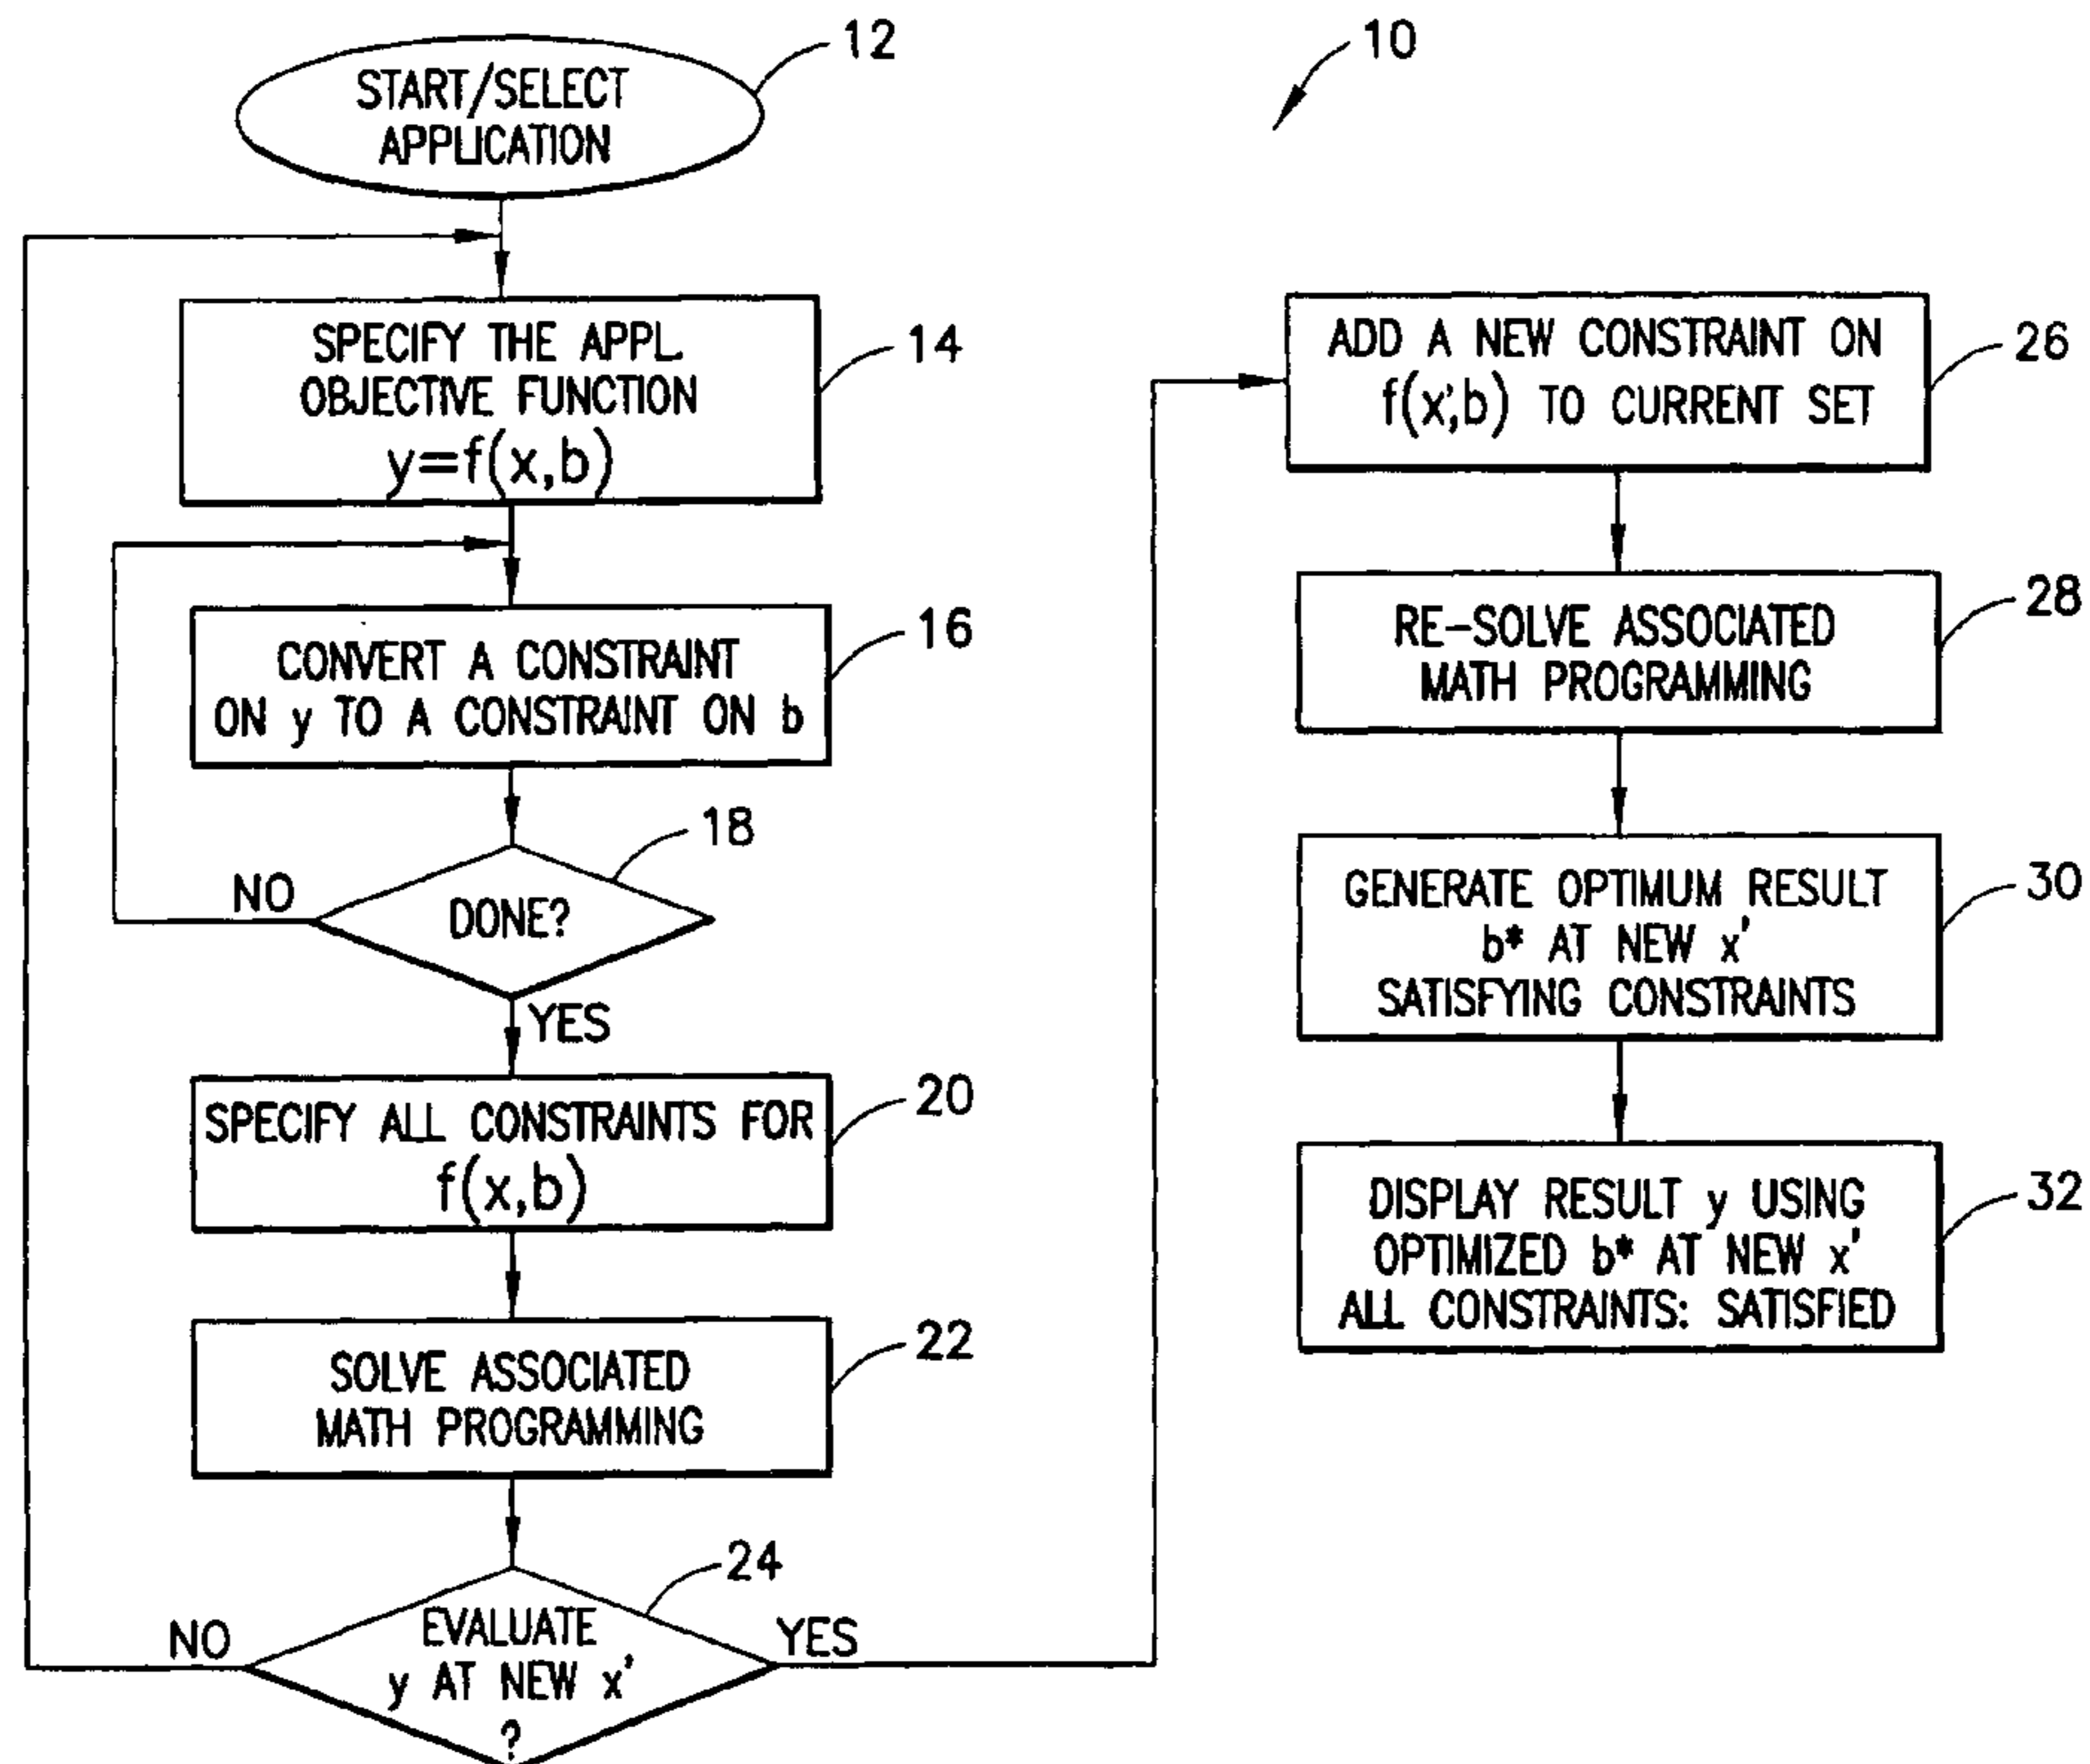 12
10
START/SELECT
APPLICATION
14
SPECIFY THE APPL.
OBJECTIVE FUNCTION
y=f(x,b)
16
CONVERT A CONSTRAINT
ON y TO A CONSTRAINT ON b
18
NO
DONE?
YES
20
SPECIFY ALL CONSTRAINTS FOR
f(x,b)
22
SOLVE ASSOCIATED
MATH PROGRAMMING
24
NO
EVALUATE
y AT NEW x'
?
YES
26
ADD A NEW CONSTRAINT ON
f(x',b) TO CURRENT SET
28
RE-SOLVE ASSOCIATED
MATH PROGRAMMING
30
GENERATE OPTIMUM RESULT
b* AT NEW x'
SATISFYING CONSTRAINTS
32
DISPLAY RESULT y USING
OPTIMIZED b* AT NEW x'
ALL CONSTRAINTS: SATISFIED